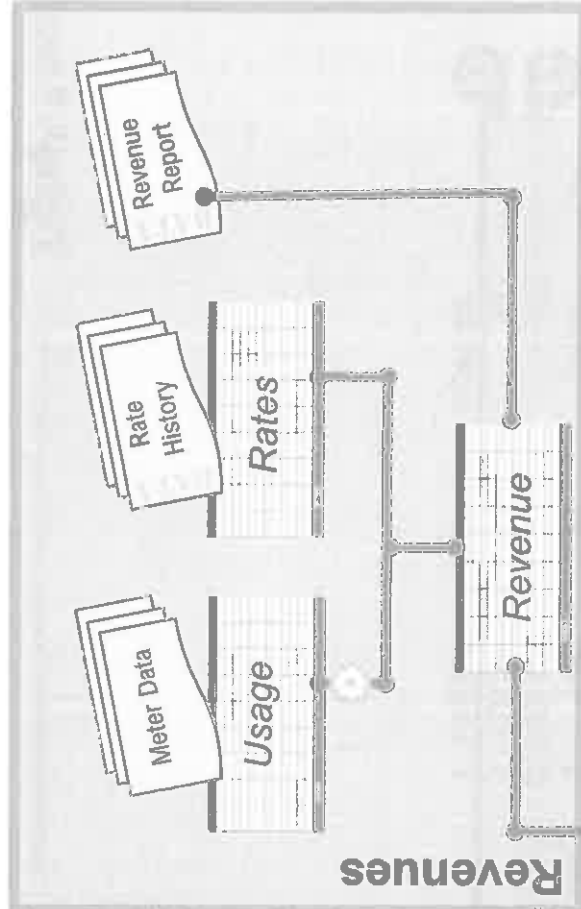 Revenues
Meter Data
Rate
History
Revenue
Report
Usage
Rates
Revenue